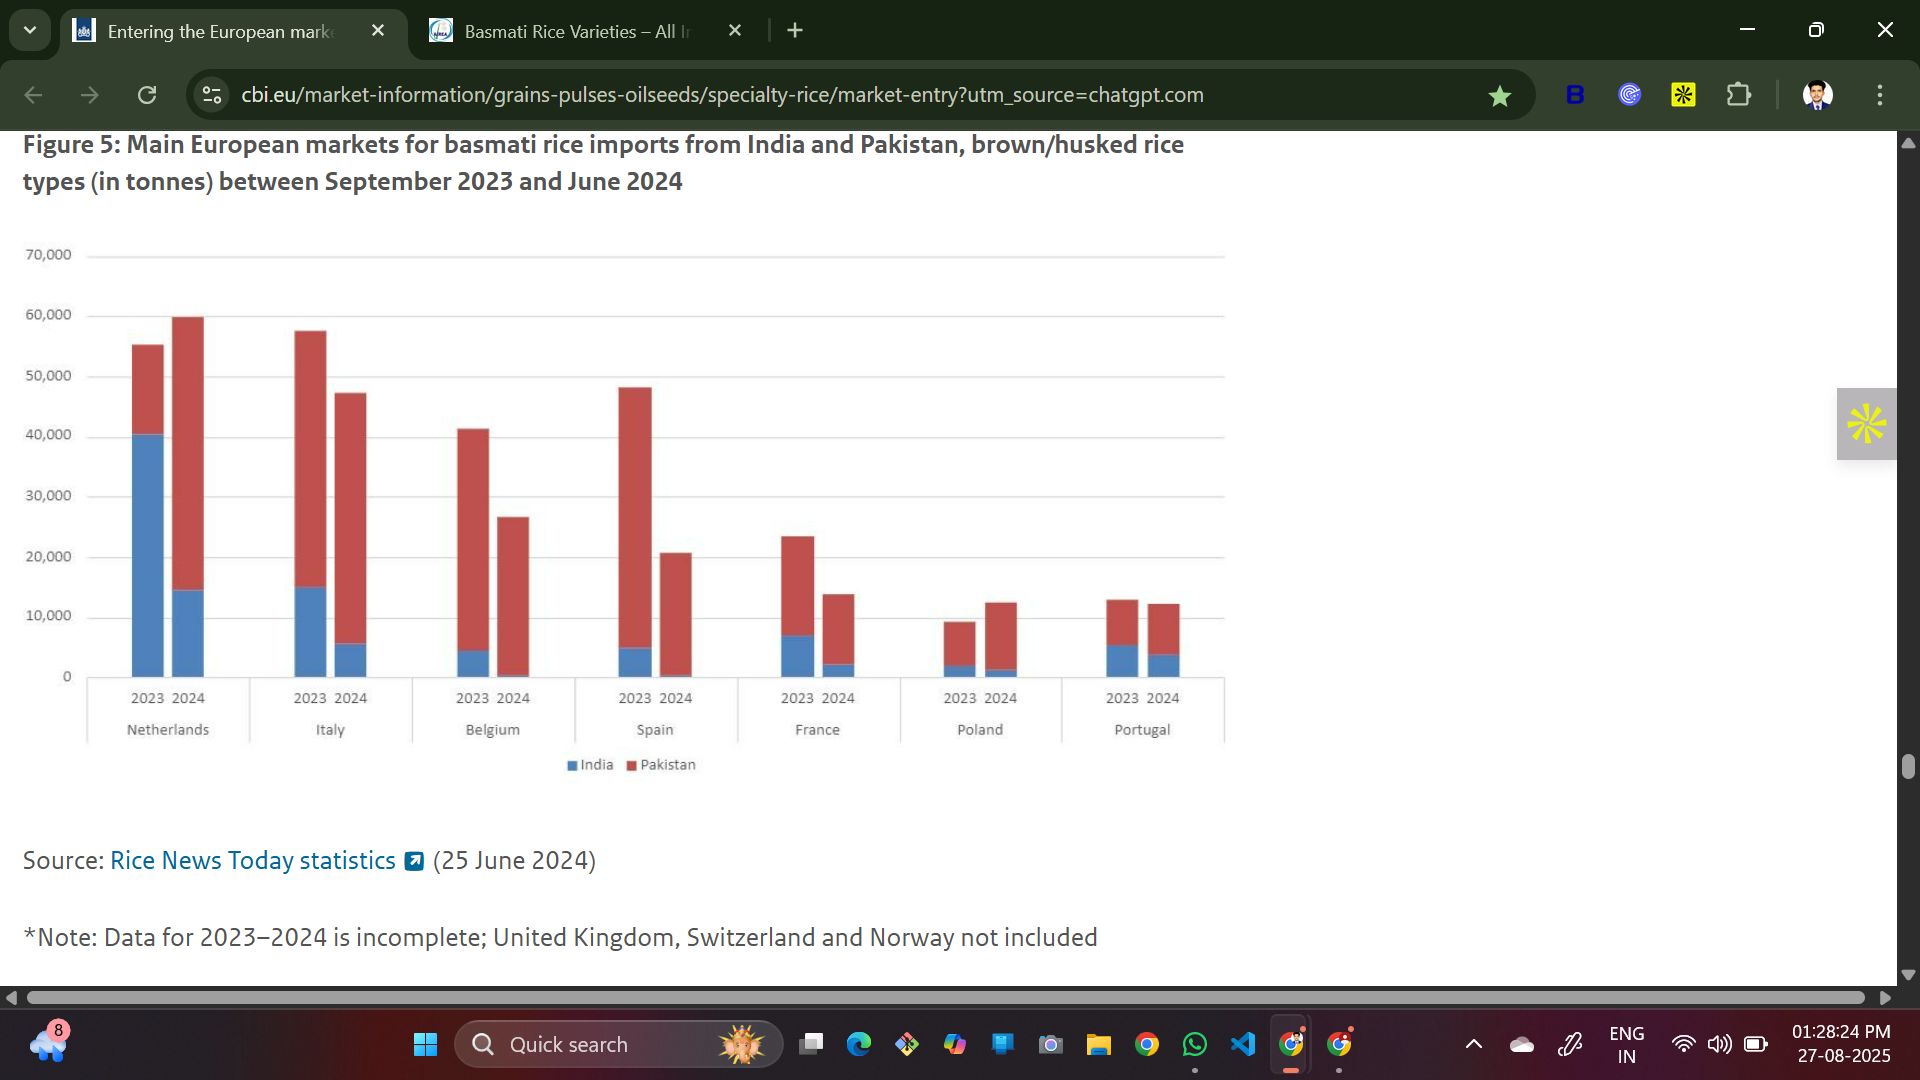 Entering the European mark
Basmati Rice Varieties – All In
cbi.eu/market-information/grains-pulses-oilseeds/specialty-rice/market-entry?utm_source=chatgpt.com
B
Figure 5: Main European markets for basmati rice imports from India and Pakistan, brown/husked rice
types (in tonnes) between September 2023 and June 2024
70,000
60,000
50,000
40,000
30,000
20,000
10,000
0
2023 2024 2023 2024 2023 2024 2023 2024 2023 2024 2023 2024 2023 2024
Netherlands Italy Belgium Spain France Poland Portugal
India Pakistan
Source: Rice News Today statistics (25 June 2024)
*Note: Data for 2023–2024 is incomplete; United Kingdom, Switzerland and Norway not included
8
Quick search
ENG
IN
01:28:24 PM
27-08-2025